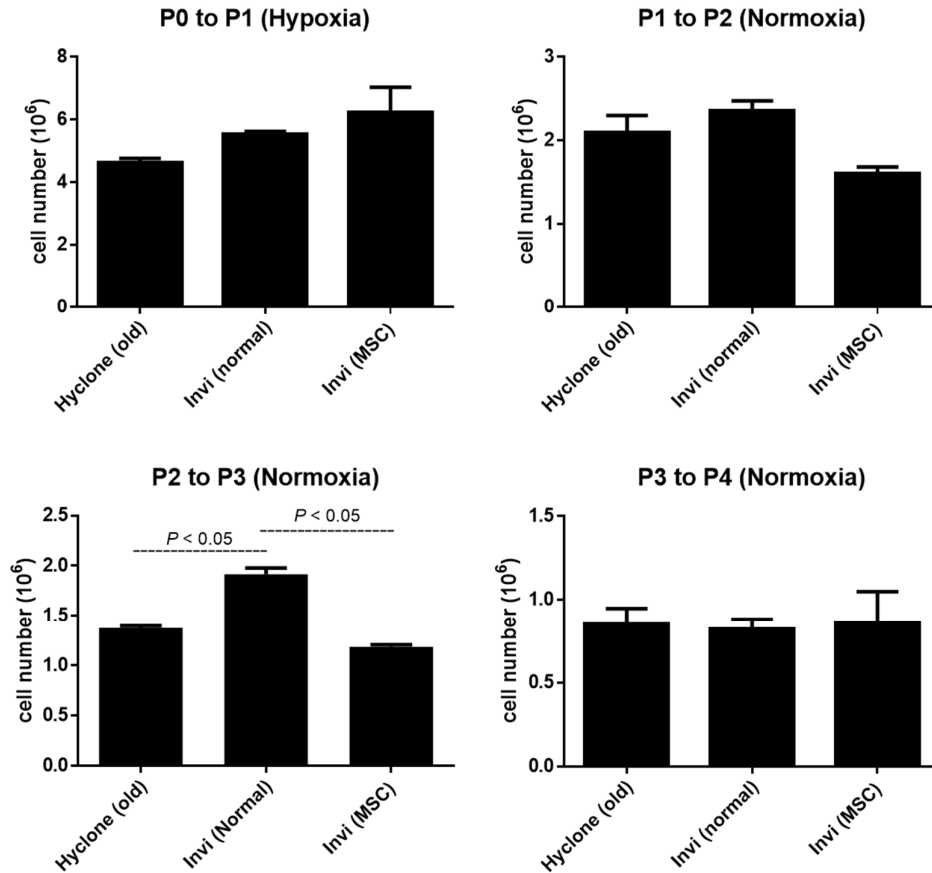 P0 to P1 (Hypoxia)
cell number (10⁶)
8
6
4
2
0
Hyclone (old)
Invi (normal)
Invi (MSC)
P1 to P2 (Normoxia)
cell number (10⁶)
3
2
1
0
Hyclone (old)
Invi (normal)
Invi (MSC)
P2 to P3 (Normoxia)
cell number (10⁶)
2.5
2.0
1.5
1.0
0.5
0.0
P < 0.05
P < 0.05
Hyclone (old)
Invi (Normal)
Invi (MSC)
P3 to P4 (Normoxia)
cell number (10⁶)
1.5
1.0
0.5
0.0
Hyclone (old)
Invi (normal)
Invi (MSC)